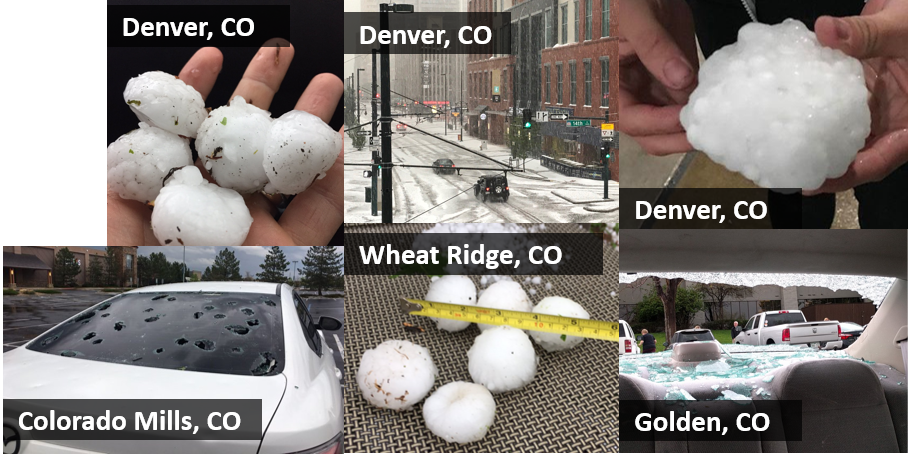 Denver, CO
Denver, CO
Denver, CO
Colorado Mills, CO
Wheat Ridge, CO
Golden, CO